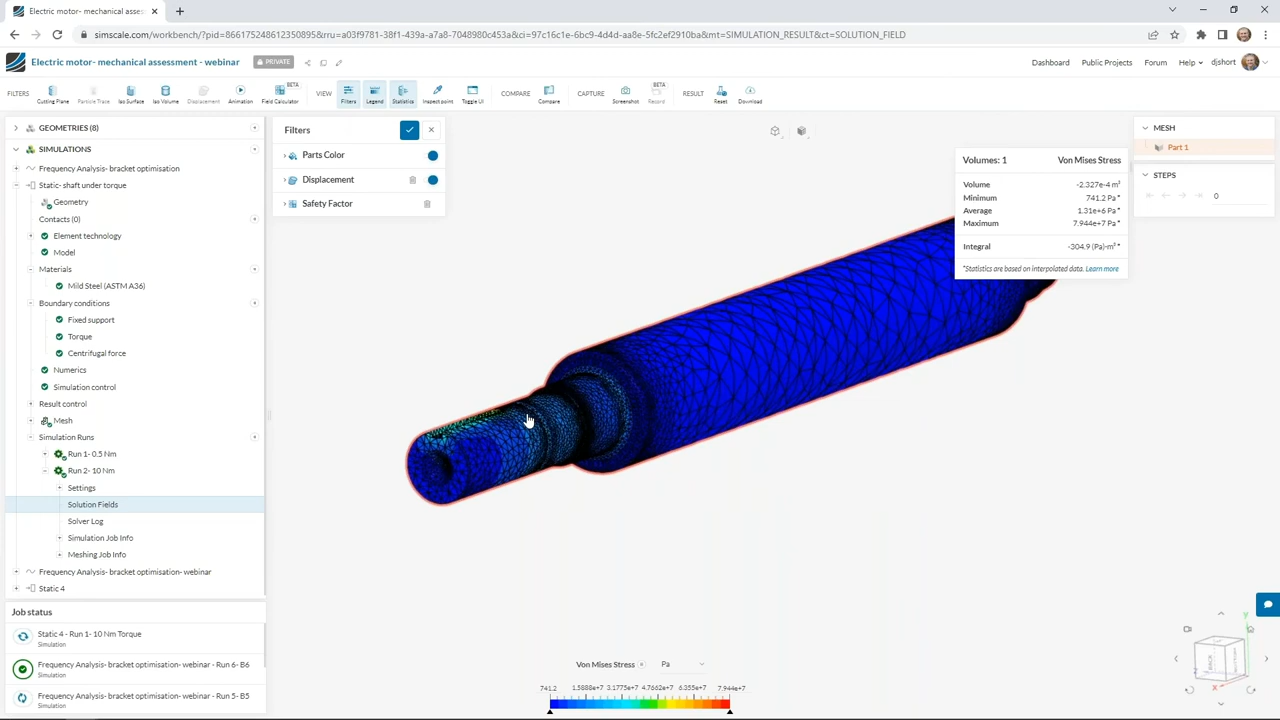 Electric motor- mechanical asses
simscale.com/workbench/?pid=866175248612350895&rru=a03f9781-38f1-439a-a7a8-7048980c453a&ci=97c16c1e-6bc9-4d4d-aa8e-5fc2ef2910ba&mt=SIMULATION_RESULT&ct=SOLUTION_FIELD
Electric motor- mechanical assessment - webinar
PRIVATE
Dashboard Public Projects Forum Help djshort
FILTERS Cutting Plane Particle Trace Iso Surface Iso Volume Displacement Animation Field Calculator BETA VIEW Filters Legend Statistics Inspect point Toggle UI COMPARE Compare CAPTURE Screenshot Record BETA RESULT Reset Download
GEOMETRIES (8)
SIMULATIONS
Frequency Analysis- bracket optimisation
Static- shaft under torque
Geometry
Contacts (0)
Element technology
Model
Materials
Mild Steel (ASTM A36)
Boundary conditions
Fixed support
Torque
Centrifugal force
Numerics
Simulation control
Result control
Mesh
Simulation Runs
Run 1- 0.5 Nm
Run 2- 10 Nm
Settings
Solution Fields
Solver Log
Simulation Job Info
Meshing Job Info
Frequency Analysis- bracket optimisation- webinar
Static 4
Job status
Static 4 - Run 1- 10 Nm Torque
Simulation
Frequency Analysis- bracket optimisation- webinar - Run 6- B6
Simulation
Frequency Analysis- bracket optimisation- webinar - Run 5- B5
Simulation
Filters
Parts Color
Displacement
Safety Factor
Volumes: 1 Von Mises Stress
Volume -2.327e-4 m³
Minimum 741.2 Pa*
Average 1.31e+6 Pa*
Maximum 7.944e+7 Pa*
Integral -304.9 (Pa)·m³*
*Statistics are based on interpolated data. Learn more
MESH
Part 1
STEPS
0
Von Mises Stress Pa
741.2 1.5888e+7 3.1775e+7 4.7662e+7 6.355e+7 7.944e+7
BACK
Y
X